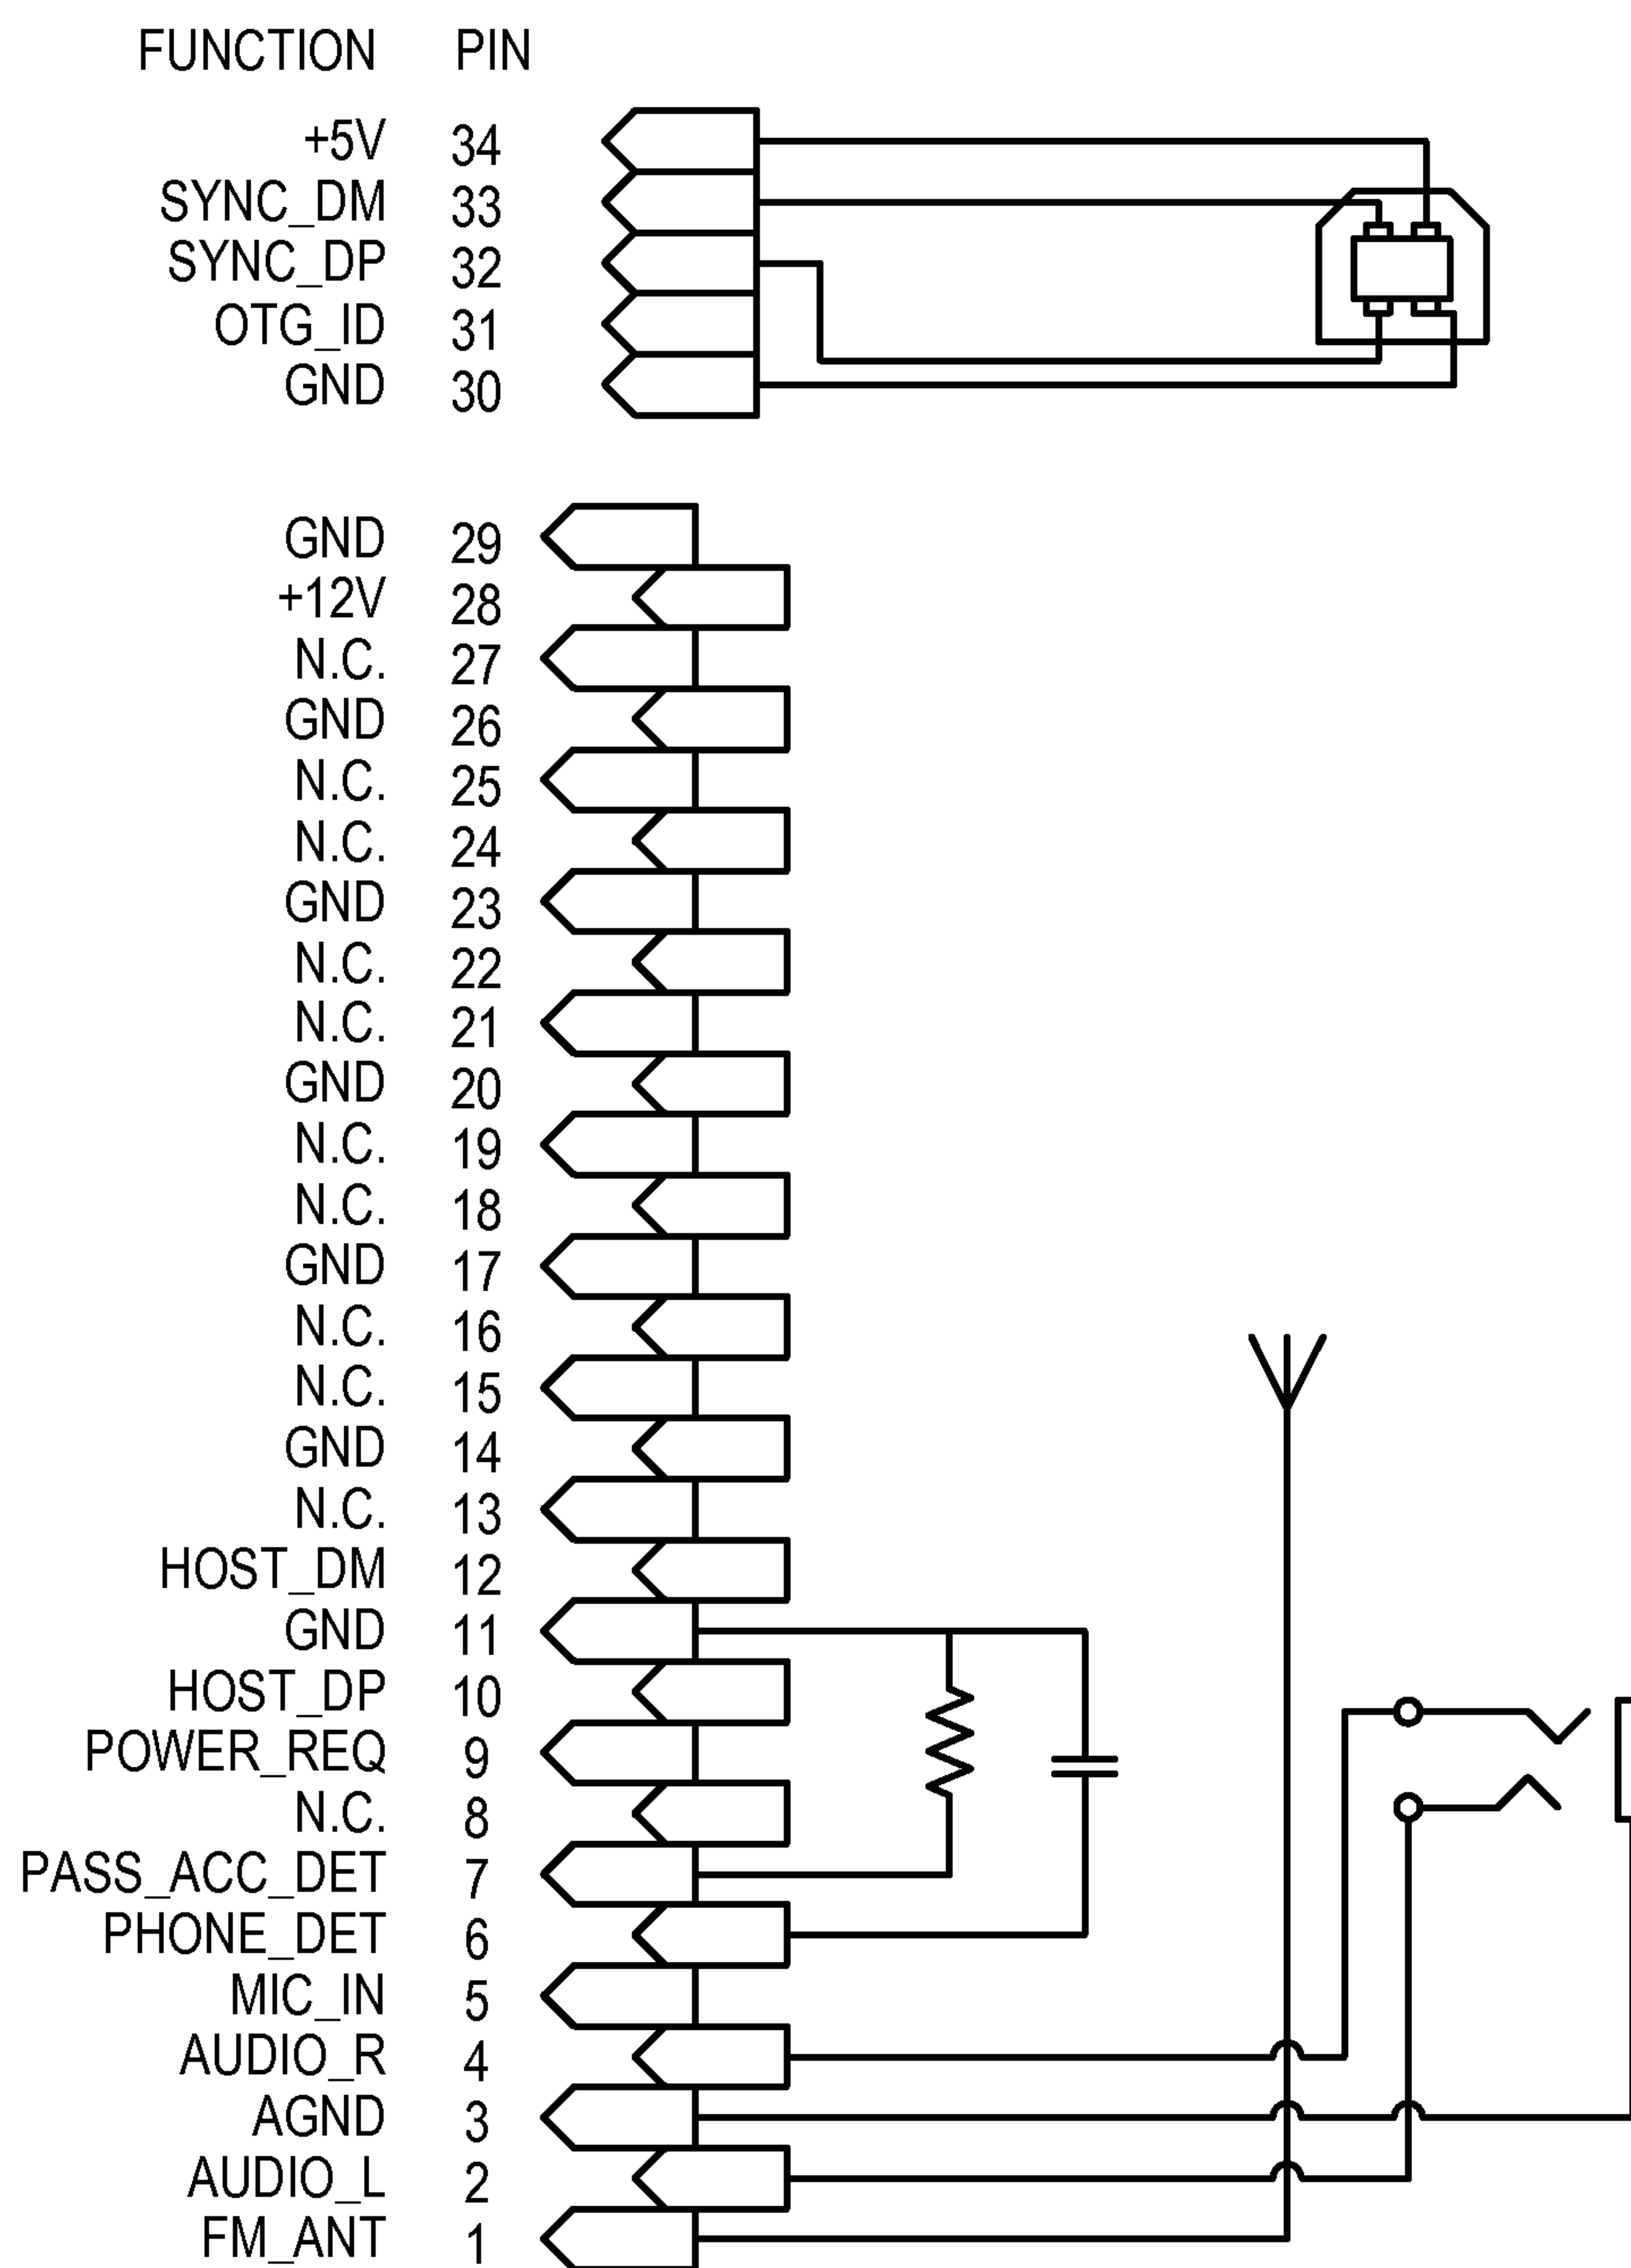 FUNCTION PIN
+5V 34
SYNC_DM 33
SYNC_DP 32
OTG_ID 31
GND 30
GND 29
+12V 28
N.C. 27
GND 26
N.C. 25
N.C. 24
GND 23
N.C. 22
N.C. 21
GND 20
N.C. 19
N.C. 18
GND 17
N.C. 16
N.C. 15
GND 14
N.C. 13
HOST_DM 12
GND 11
HOST_DP 10
POWER_REQ 9
N.C. 8
PASS_ACC_DET 7
PHONE_DET 6
MIC_IN 5
AUDIO_R 4
AGND 3
AUDIO_L 2
FM_ANT 1